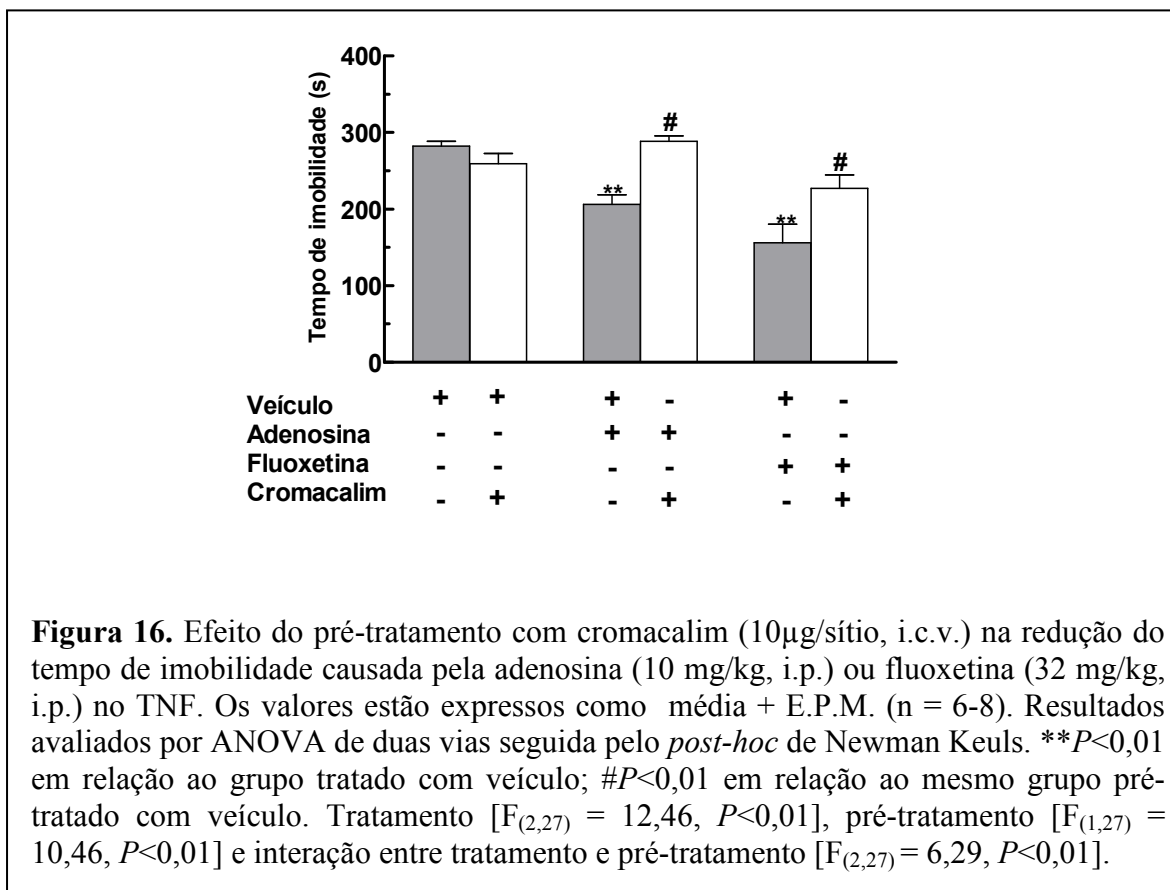 400
300
200
100
0
Tempo de imobilidade (s)
**
#
**
#
Veículo + + + - + -
Adenosina - - + + - -
Fluoxetina - - - - + +
Cromacalim - + - + - +
Figura 16. Efeito do pré-tratamento com cromacalim (10µg/sítio, i.c.v.) na redução do
tempo de imobilidade causada pela adenosina (10 mg/kg, i.p.) ou fluoxetina (32 mg/kg,
i.p.) no TNF. Os valores estão expressos como média + E.P.M. (n = 6-8). Resultados
avaliados por ANOVA de duas vias seguida pelo post-hoc de Newman Keuls. **P<0,01
em relação ao grupo tratado com veículo; #P<0,01 em relação ao mesmo grupo pré-
tratado com veículo. Tratamento [F(2,27) = 12,46, P<0,01], pré-tratamento [F(1,27) =
10,46, P<0,01] e interação entre tratamento e pré-tratamento [F(2,27) = 6,29, P<0,01].